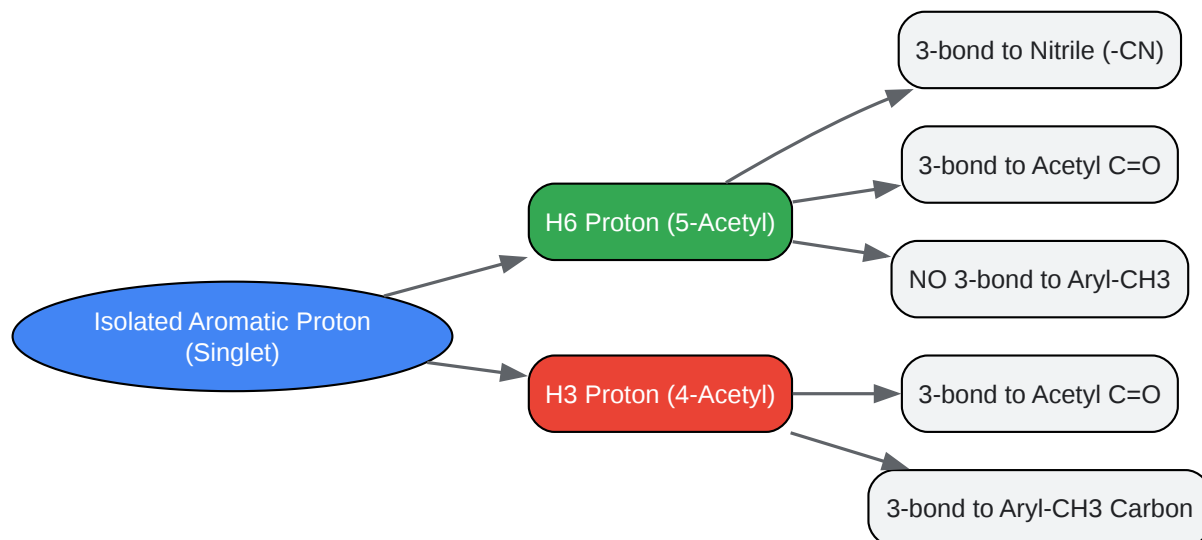 3-bond to Nitrile (-CN)
3-bond to Acetyl C=O
H6 Proton (5-Acetyl)
NO 3-bond to Aryl-CH3
Isolated Aromatic Proton
(Singlet)
3-bond to Acetyl C=O
H3 Proton (4-Acetyl)
3-bond to Aryl-CH3 Carbon